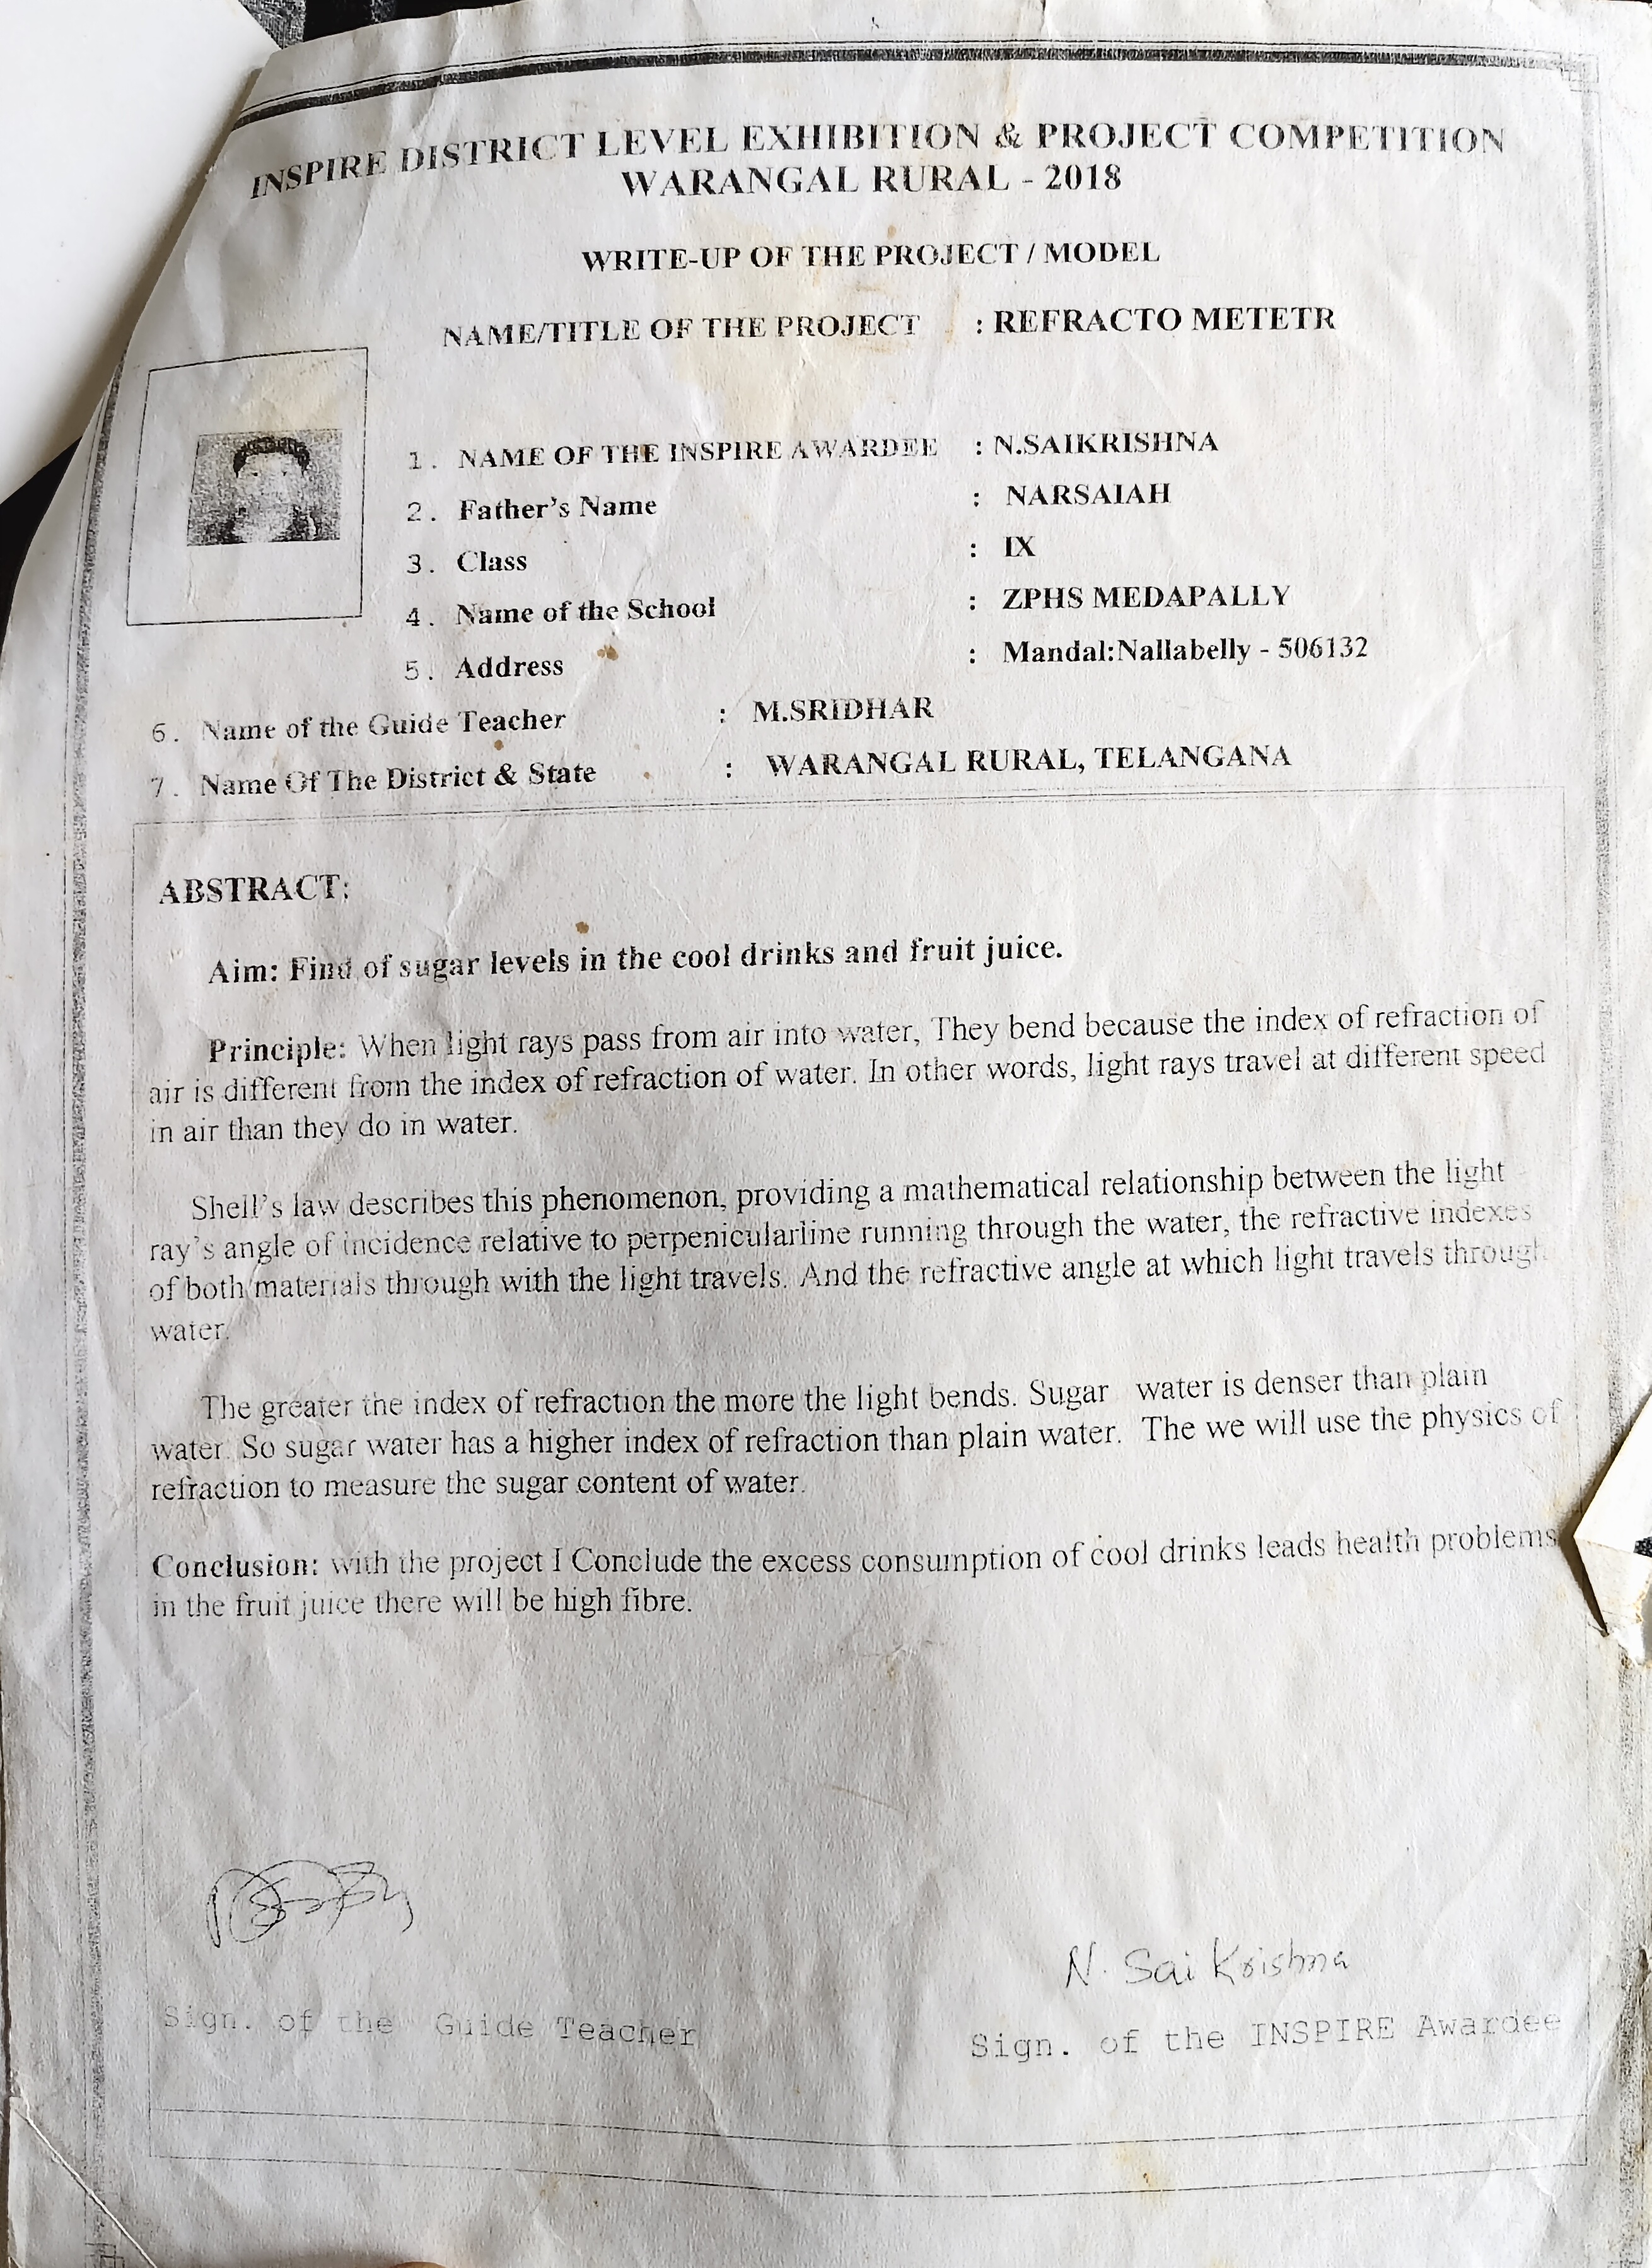 INSPIRE DISTRICT LEVEL EXHIBITION & PROJECT COMPETITION
WARANGAL RURAL - 2018
WRITE-UP OF THE PROJECT / MODEL
NAME/TITLE OF THE PROJECT : REFRACTO METETR
1. NAME OF THE INSPIRE AWARDEE : N.SAIKRISHNA
2. Father's Name : NARSAIAH
3. Class : IX
4. Name of the School : ZPHS MEDAPALLY
5. Address : Mandal:Nallabelly - 506132
6. Name of the Guide Teacher : M.SRIDHAR
7. Name Of The District & State : WARANGAL RURAL, TELANGANA
ABSTRACT:
Aim: Find of sugar levels in the cool drinks and fruit juice.
Principle: When light rays pass from air into water, They bend because the index of refraction of
air is different from the index of refraction of water. In other words, light rays travel at different speed
in air than they do in water.
Shell's law describes this phenomenon, providing a mathematical relationship between the light
ray's angle of incidence relative to perpenicularline running through the water, the refractive indexes
of both materials through with the light travels. And the refractive angle at which light travels through
water.
The greater the index of refraction the more the light bends. Sugar water is denser than plain
water. So sugar water has a higher index of refraction than plain water. The we will use the physics of
refraction to measure the sugar content of water.
Conclusion: with the project I Conclude the excess consumption of cool drinks leads health problems
in the fruit juice there will be high fibre.
N. Sai Krishna
Sign. of the Guide Teacher Sign. of the INSPIRE Awardee